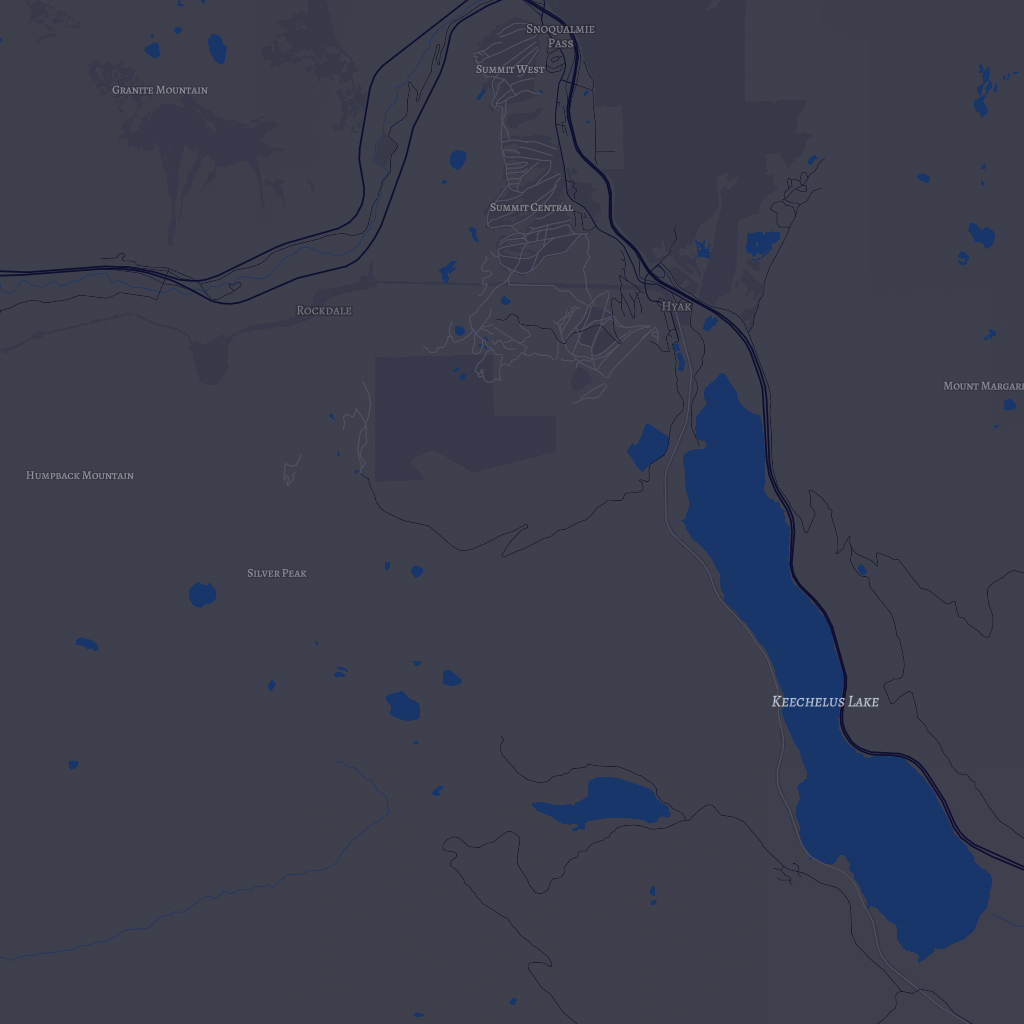 Snoqualmie
Pass
Summit West
Granite Mountain
Summit Central
Rockdale
Hyak
Mount Margar
Humpback Mountain
Silver Peak
Keechelus Lake